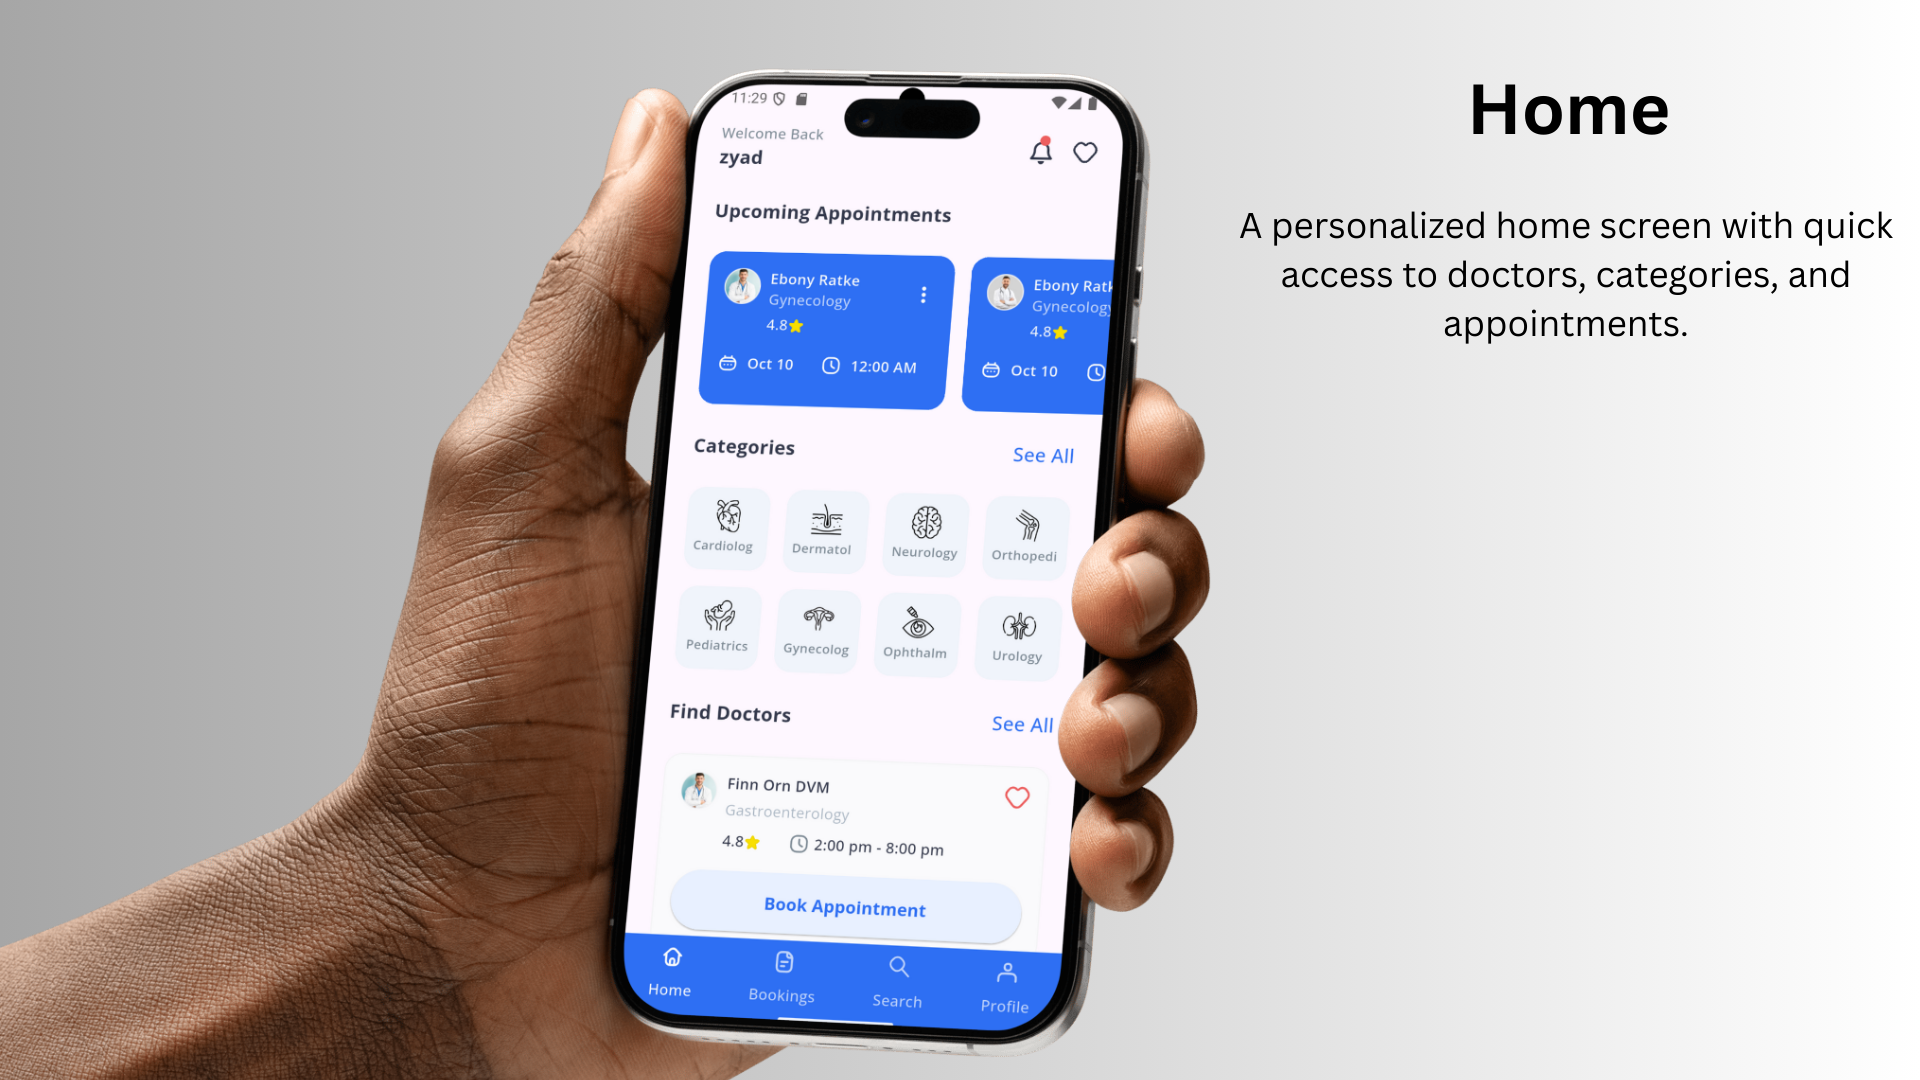 Home
A personalized home screen with quick
access to doctors, categories, and
appointments.
11:29
Welcome Back
zyad
Upcoming Appointments
Ebony Ratke
Gynecology
4.8
Oct 10 12:00 AM
Ebony Ratk
Gynecology
4.8
Oct 10
Categories See All
Cardiolog Dermatol Neurology Orthopedi
Pediatrics Gynecolog Ophthalm Urology
Find Doctors See All
Finn Orn DVM
Gastroenterology
4.8 2:00 pm - 8:00 pm
Book Appointment
Home Bookings Search Profile